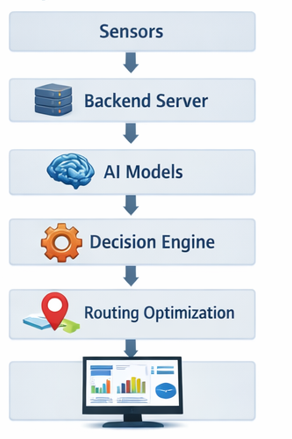 Sensors
Backend Server
AI Models
Decision Engine
Routing Optimization